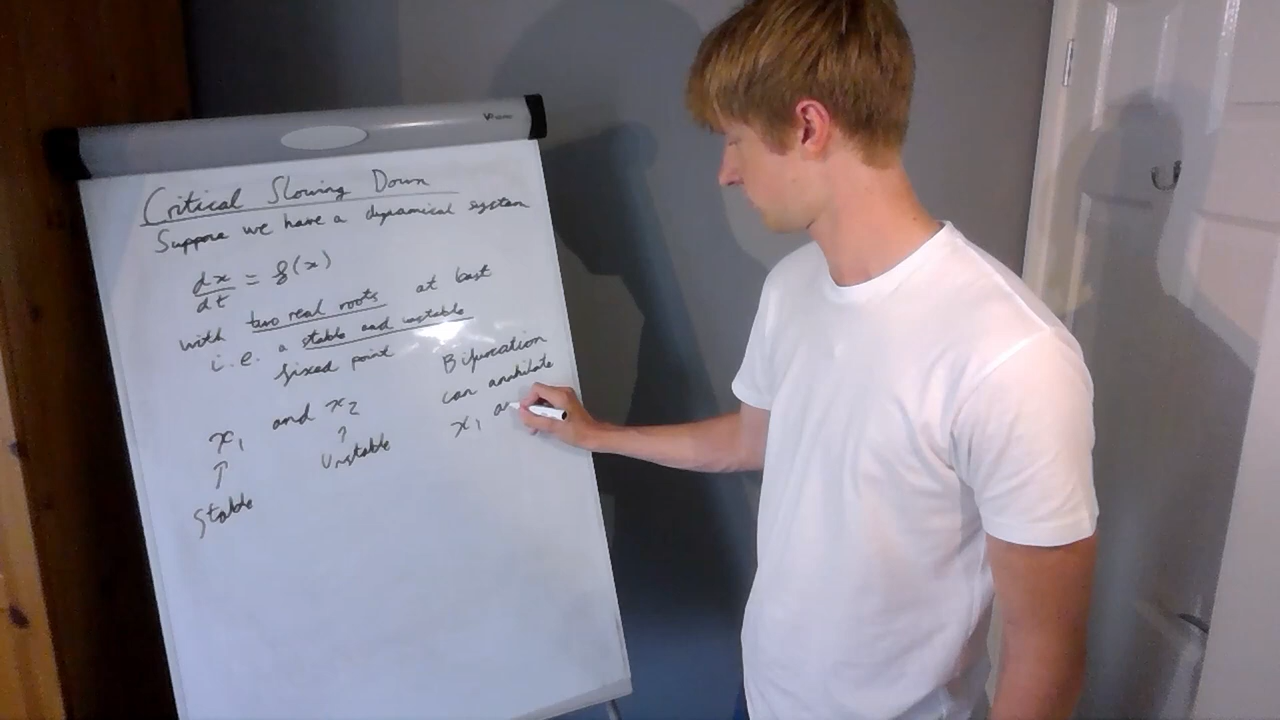 Critical Slowing Down
Suppose we have a dynamical system
dx/dt = f(x)
with two real roots at least
i.e. a stable and unstable
fixed point
x₁ and x₂
↑ ↑
stable unstable
Bifurcation
can annhilate
x₁ a